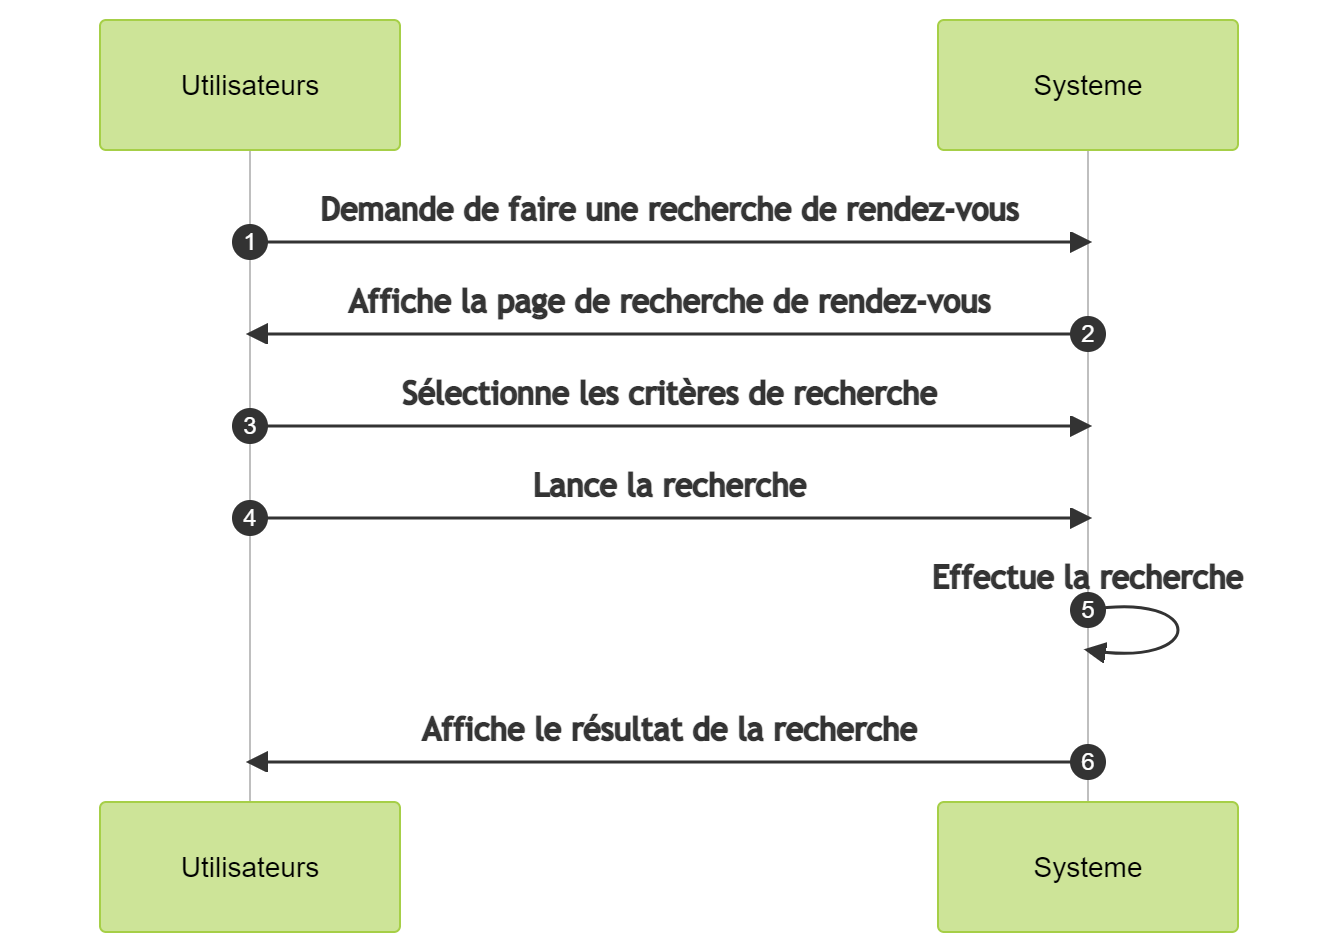 Utilisateurs
Systeme
Demande de faire une recherche de rendez-vous
1
Affiche la page de recherche de rendez-vous
2
Sélectionne les critères de recherche
3
Lance la recherche
4
Effectue la recherche
5
Affiche le résultat de la recherche
6
Utilisateurs
Systeme